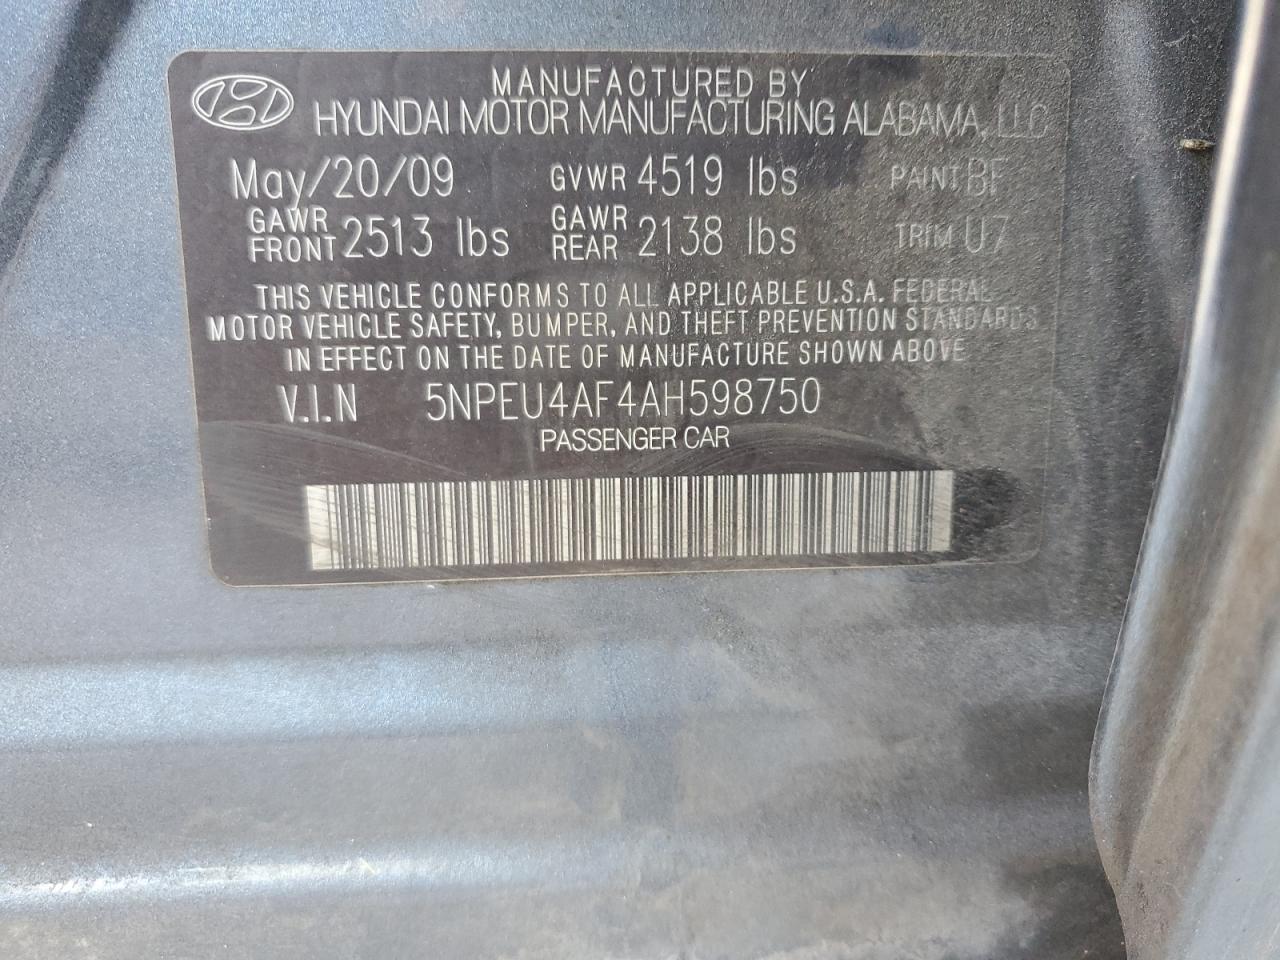 MANUFACTURED BY
HYUNDAI MOTOR MANUFACTURING ALABAMA, LLC
May/20/09 GVWR 4519 lbs PAINT BF
GAWR FRONT 2513 lbs GAWR REAR 2138 lbs TRIM U7
THIS VEHICLE CONFORMS TO ALL APPLICABLE U.S.A. FEDERAL
MOTOR VEHICLE SAFETY, BUMPER, AND THEFT PREVENTION STANDARDS
IN EFFECT ON THE DATE OF MANUFACTURE SHOWN ABOVE
V.I.N 5NPEU4AF4AH598750
PASSENGER CAR